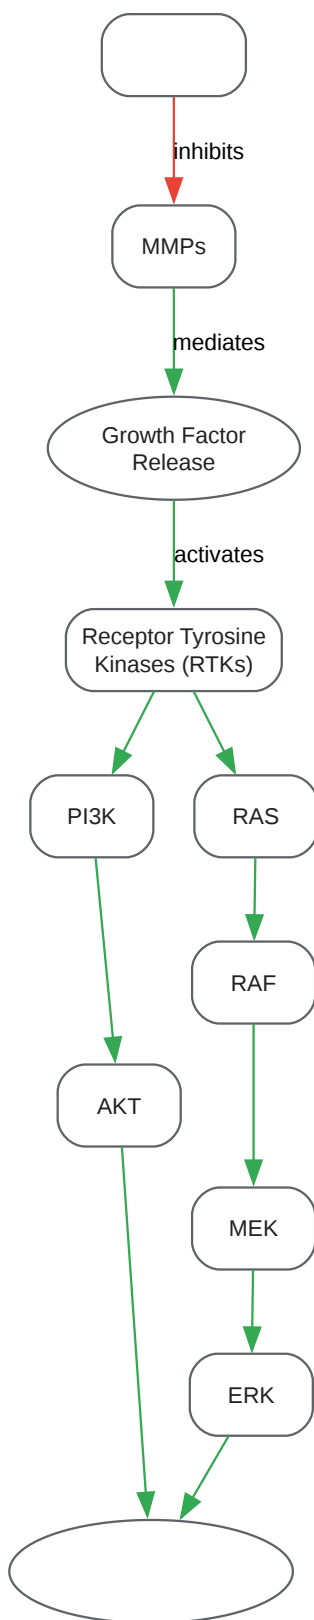 inhibits
MMPs
mediates
Growth Factor
Release
activates
Receptor Tyrosine
Kinases (RTKs)
PI3K
RAS
RAF
AKT
MEK
ERK